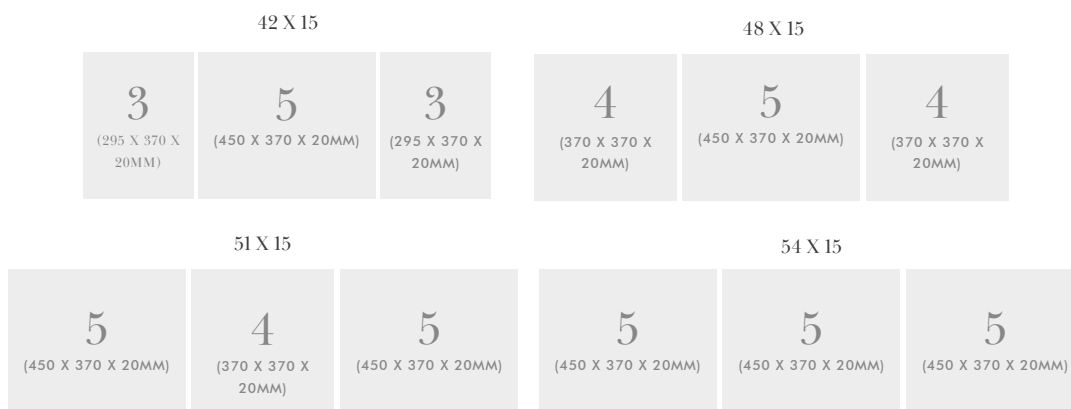 42 X 15
3
(295 X 370 X
20MM)
5
(450 X 370 X 20MM)
3
(295 X 370 X
20MM)
48 X 15
4
(370 X 370 X
20MM)
5
(450 X 370 X 20MM)
4
(370 X 370 X
20MM)
51 X 15
5
(450 X 370 X 20MM)
4
(370 X 370 X
20MM)
5
(450 X 370 X 20MM)
54 X 15
5
(450 X 370 X 20MM)
5
(450 X 370 X 20MM)
5
(450 X 370 X 20MM)